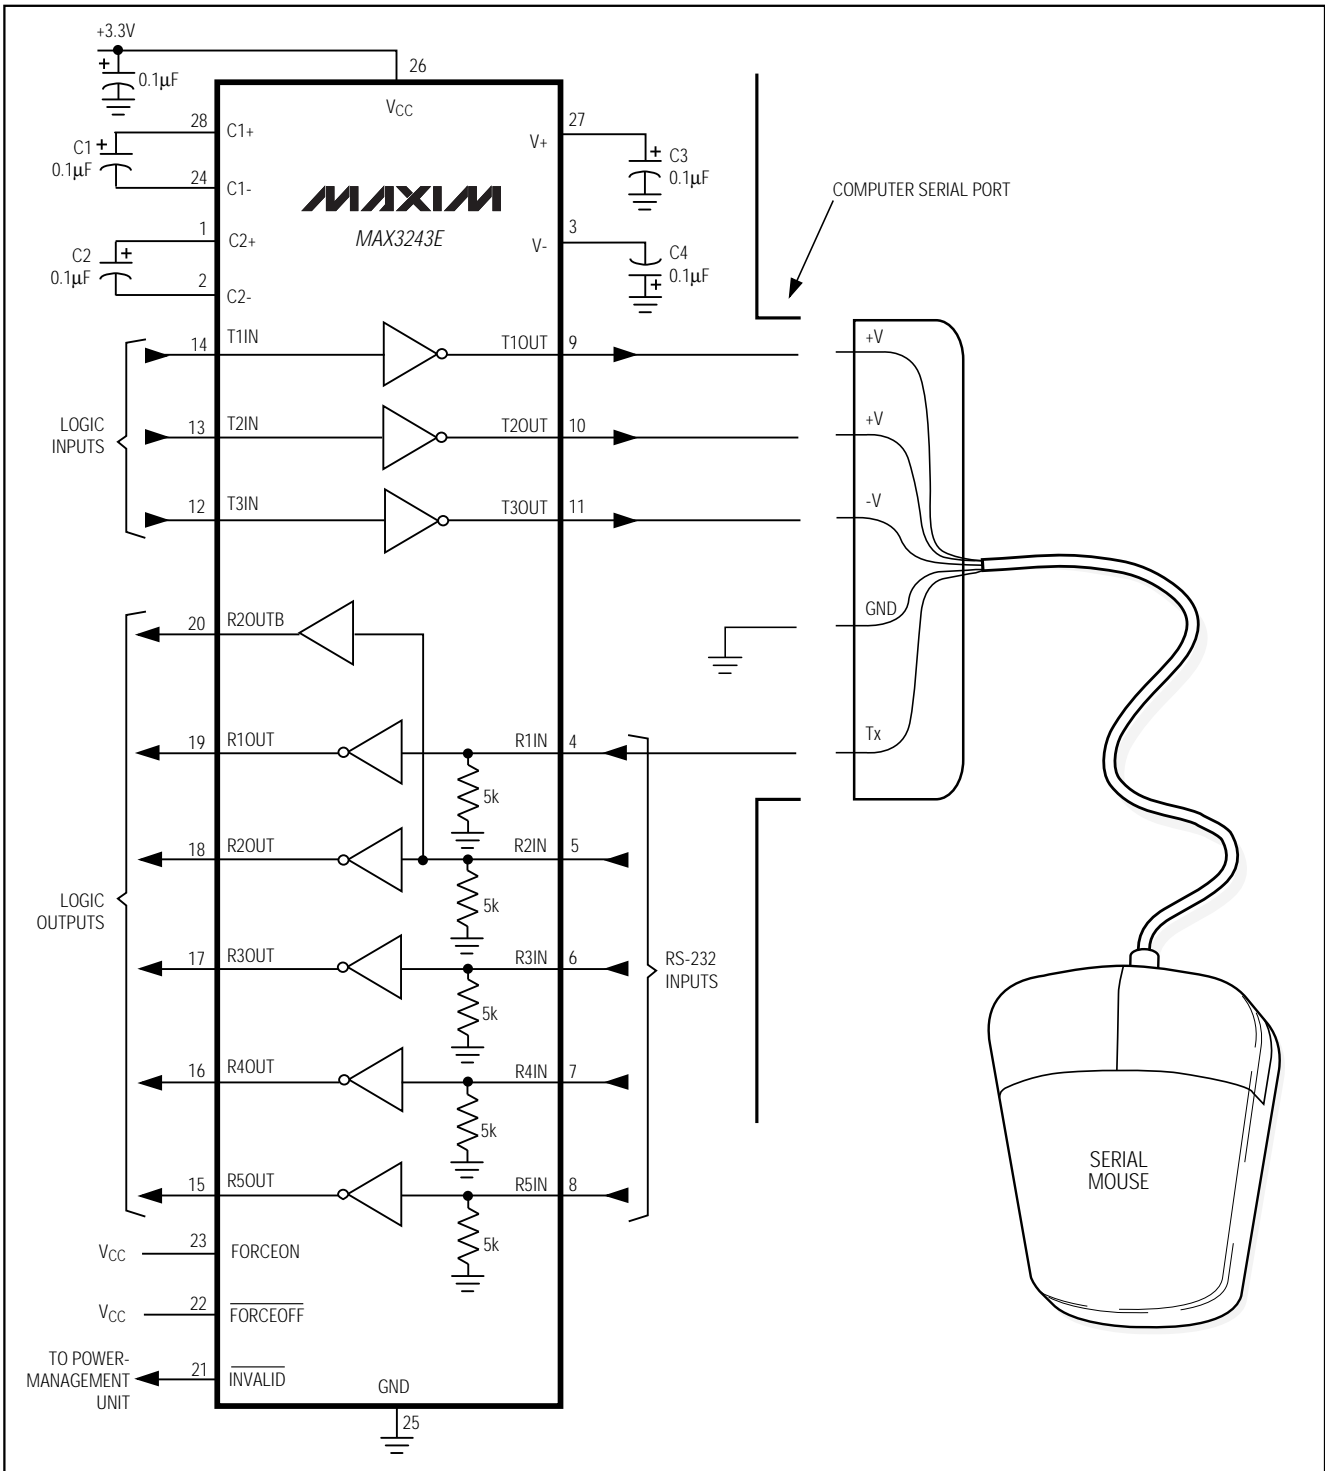 +3.3V
26
+
0.1µF
VCC
28
C1+
27
V+
C1
+
0.1µF
+
C3
0.1µF
24
C1-
MAXIM
MAX3243E
COMPUTER SERIAL PORT
1
C2+
3
V-
C2
+
0.1µF
C4
0.1µF
+
2
C2-
14
T1IN
T1OUT
9
+V
LOGIC
INPUTS
13
T2IN
T2OUT
10
+V
12
T3IN
T3OUT
11
-V
20
R2OUTB
GND
19
R1OUT
R1IN
4
Tx
5k
18
R2OUT
R2IN
5
5k
LOGIC
OUTPUTS
17
R3OUT
R3IN
6
RS-232
INPUTS
5k
16
R4OUT
R4IN
7
5k
SERIAL
MOUSE
15
R5OUT
R5IN
8
5k
VCC
23
FORCEON
VCC
22
FORCEOFF
TO POWER-
MANAGEMENT
UNIT
21
INVALID
GND
25